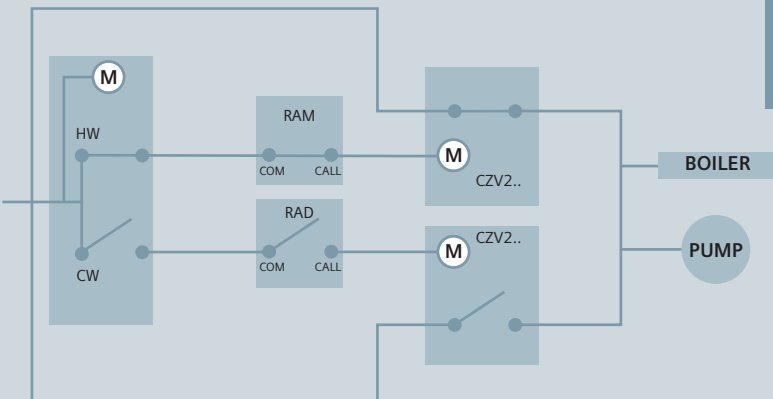 M
HW
CW
RAM
COM CALL
RAD
COM CALL
M
CZV2..
CZV2..
M
BOILER
PUMP